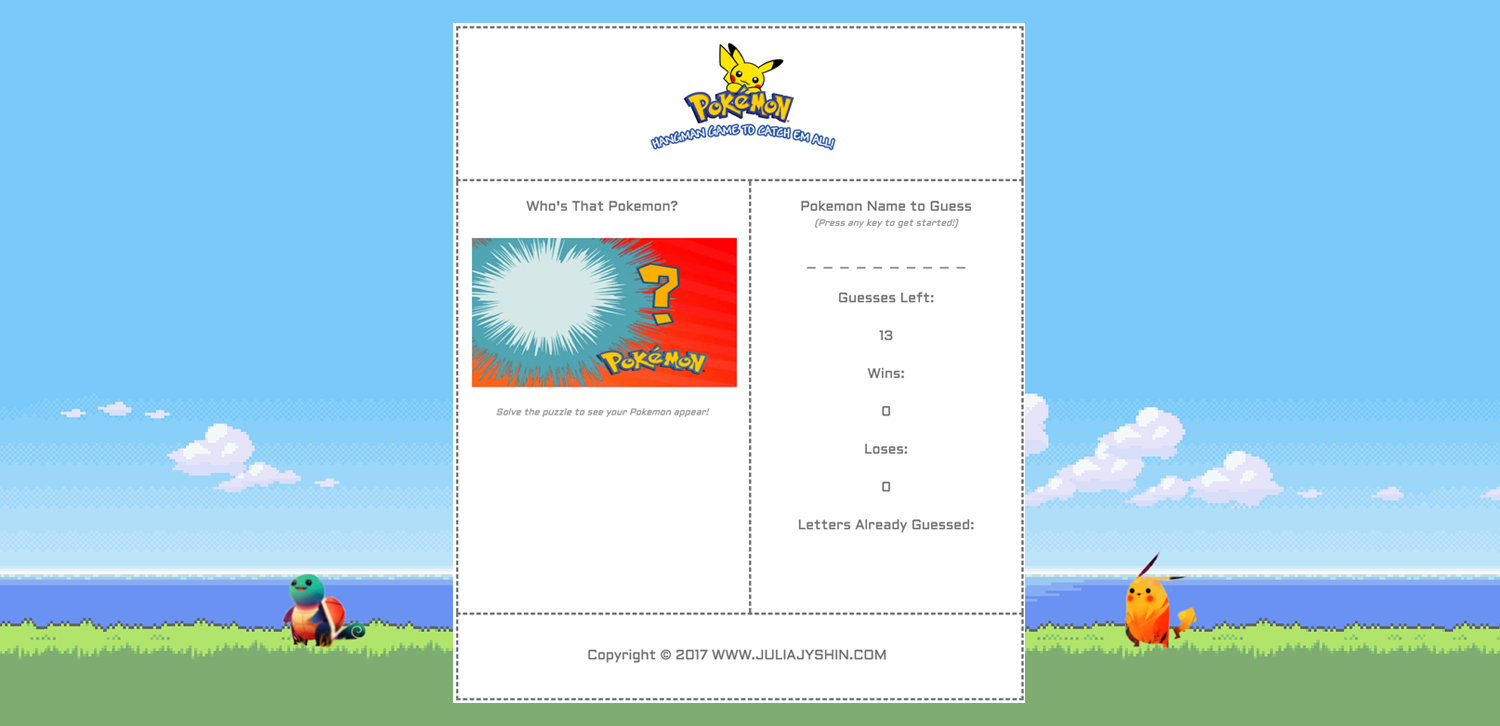 POKéMON
HANGMAN GAME TO CATCH EM ALL!
Who's That Pokemon?
?
POKéMON
Solve the puzzle to see your Pokemon appear!
Pokemon Name to Guess
(Press any key to get started!)
_ _ _ _ _ _ _ _ _ _
Guesses Left:
13
Wins:
0
Loses:
0
Letters Already Guessed:
Copyright © 2017 WWW.JULIAJYSHIN.COM